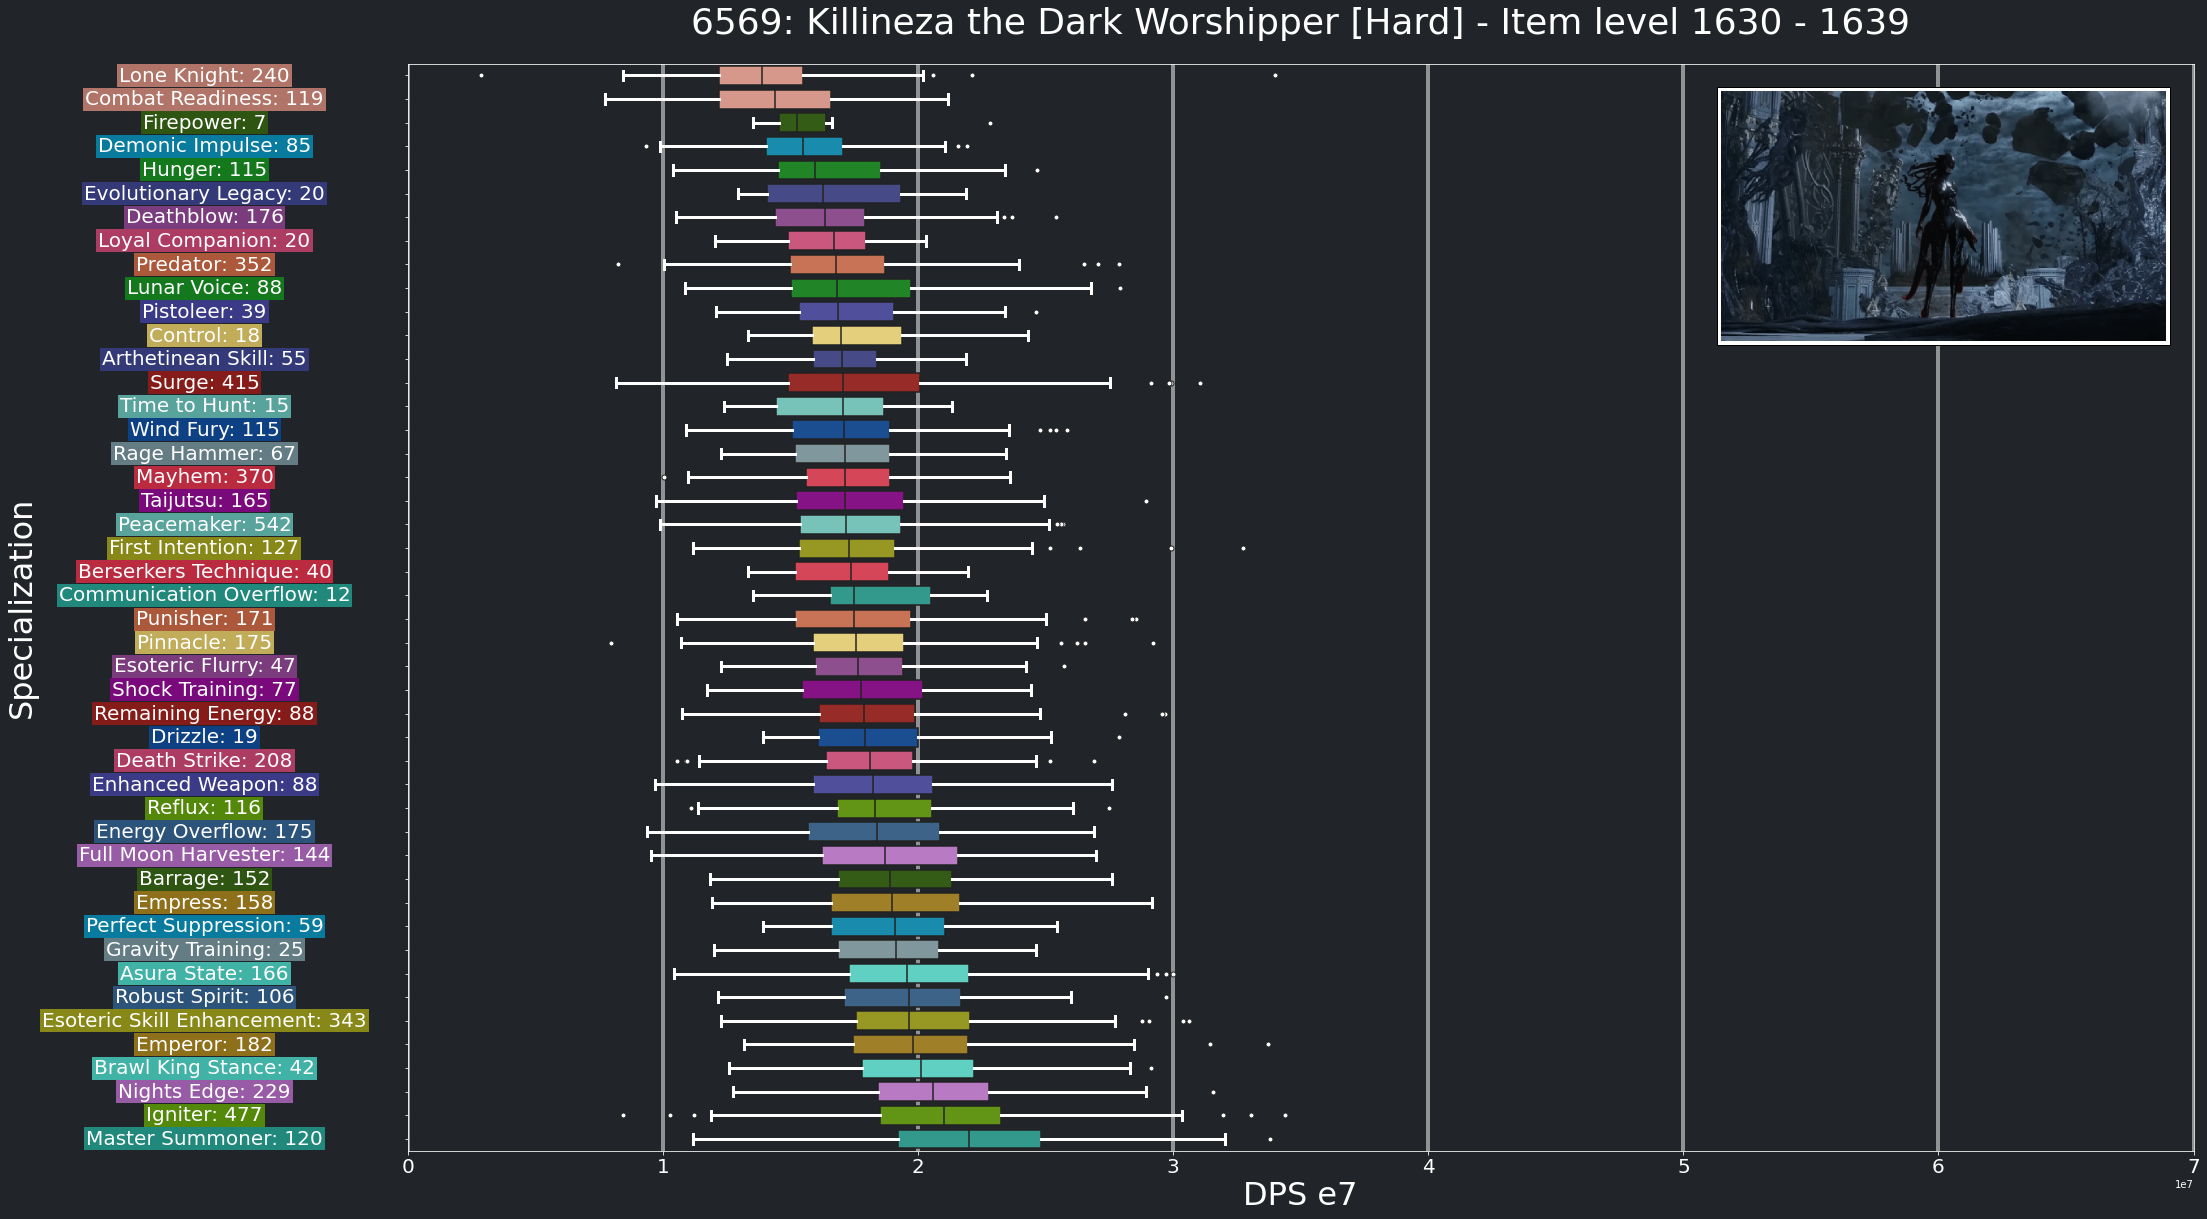 6569: Killineza the Dark Worshipper [Hard] - Item level 1630 - 1639
Specialization
Lone Knight: 240
Combat Readiness: 119
Firepower: 7
Demonic Impulse: 85
Hunger: 115
Evolutionary Legacy: 20
Deathblow: 176
Loyal Companion: 20
Predator: 352
Lunar Voice: 88
Pistoleer: 39
Control: 18
Arthetinean Skill: 55
Surge: 415
Time to Hunt: 15
Wind Fury: 115
Rage Hammer: 67
Mayhem: 370
Taijutsu: 165
Peacemaker: 542
First Intention: 127
Berserkers Technique: 40
Communication Overflow: 12
Punisher: 171
Pinnacle: 175
Esoteric Flurry: 47
Shock Training: 77
Remaining Energy: 88
Drizzle: 19
Death Strike: 208
Enhanced Weapon: 88
Reflux: 116
Energy Overflow: 175
Full Moon Harvester: 144
Barrage: 152
Empress: 158
Perfect Suppression: 59
Gravity Training: 25
Asura State: 166
Robust Spirit: 106
Esoteric Skill Enhancement: 343
Emperor: 182
Brawl King Stance: 42
Nights Edge: 229
Igniter: 477
Master Summoner: 120
0 1 2 3 4 5 6 7
1e7
DPS e7